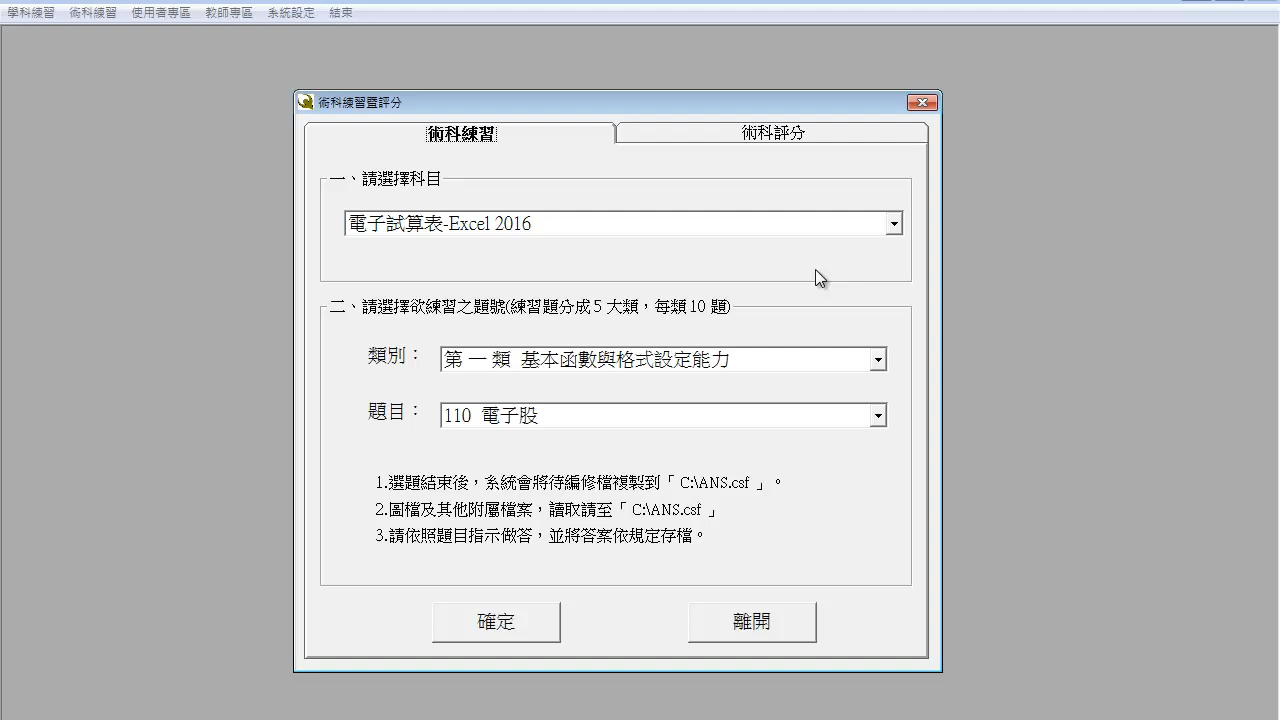 學科練習 術科練習 使用者專區 教師專區 系統設定 結束
術科練習暨評分
術科練習 術科評分
一、請選擇科目
電子試算表-Excel 2016
二、請選擇欲練習之題號(練習題分成 5 大類，每類 10 題)
類別： 第 一 類 基本函數與格式設定能力
題目： 110 電子股
1.選題結束後，系統會將待編修檔複製到「 C:\ANS.csf 」。
2.圖檔及其他附屬檔案，讀取請至「 C:\ANS.csf 」
3.請依照題目指示做答，並將答案依規定存檔。
確定 離開